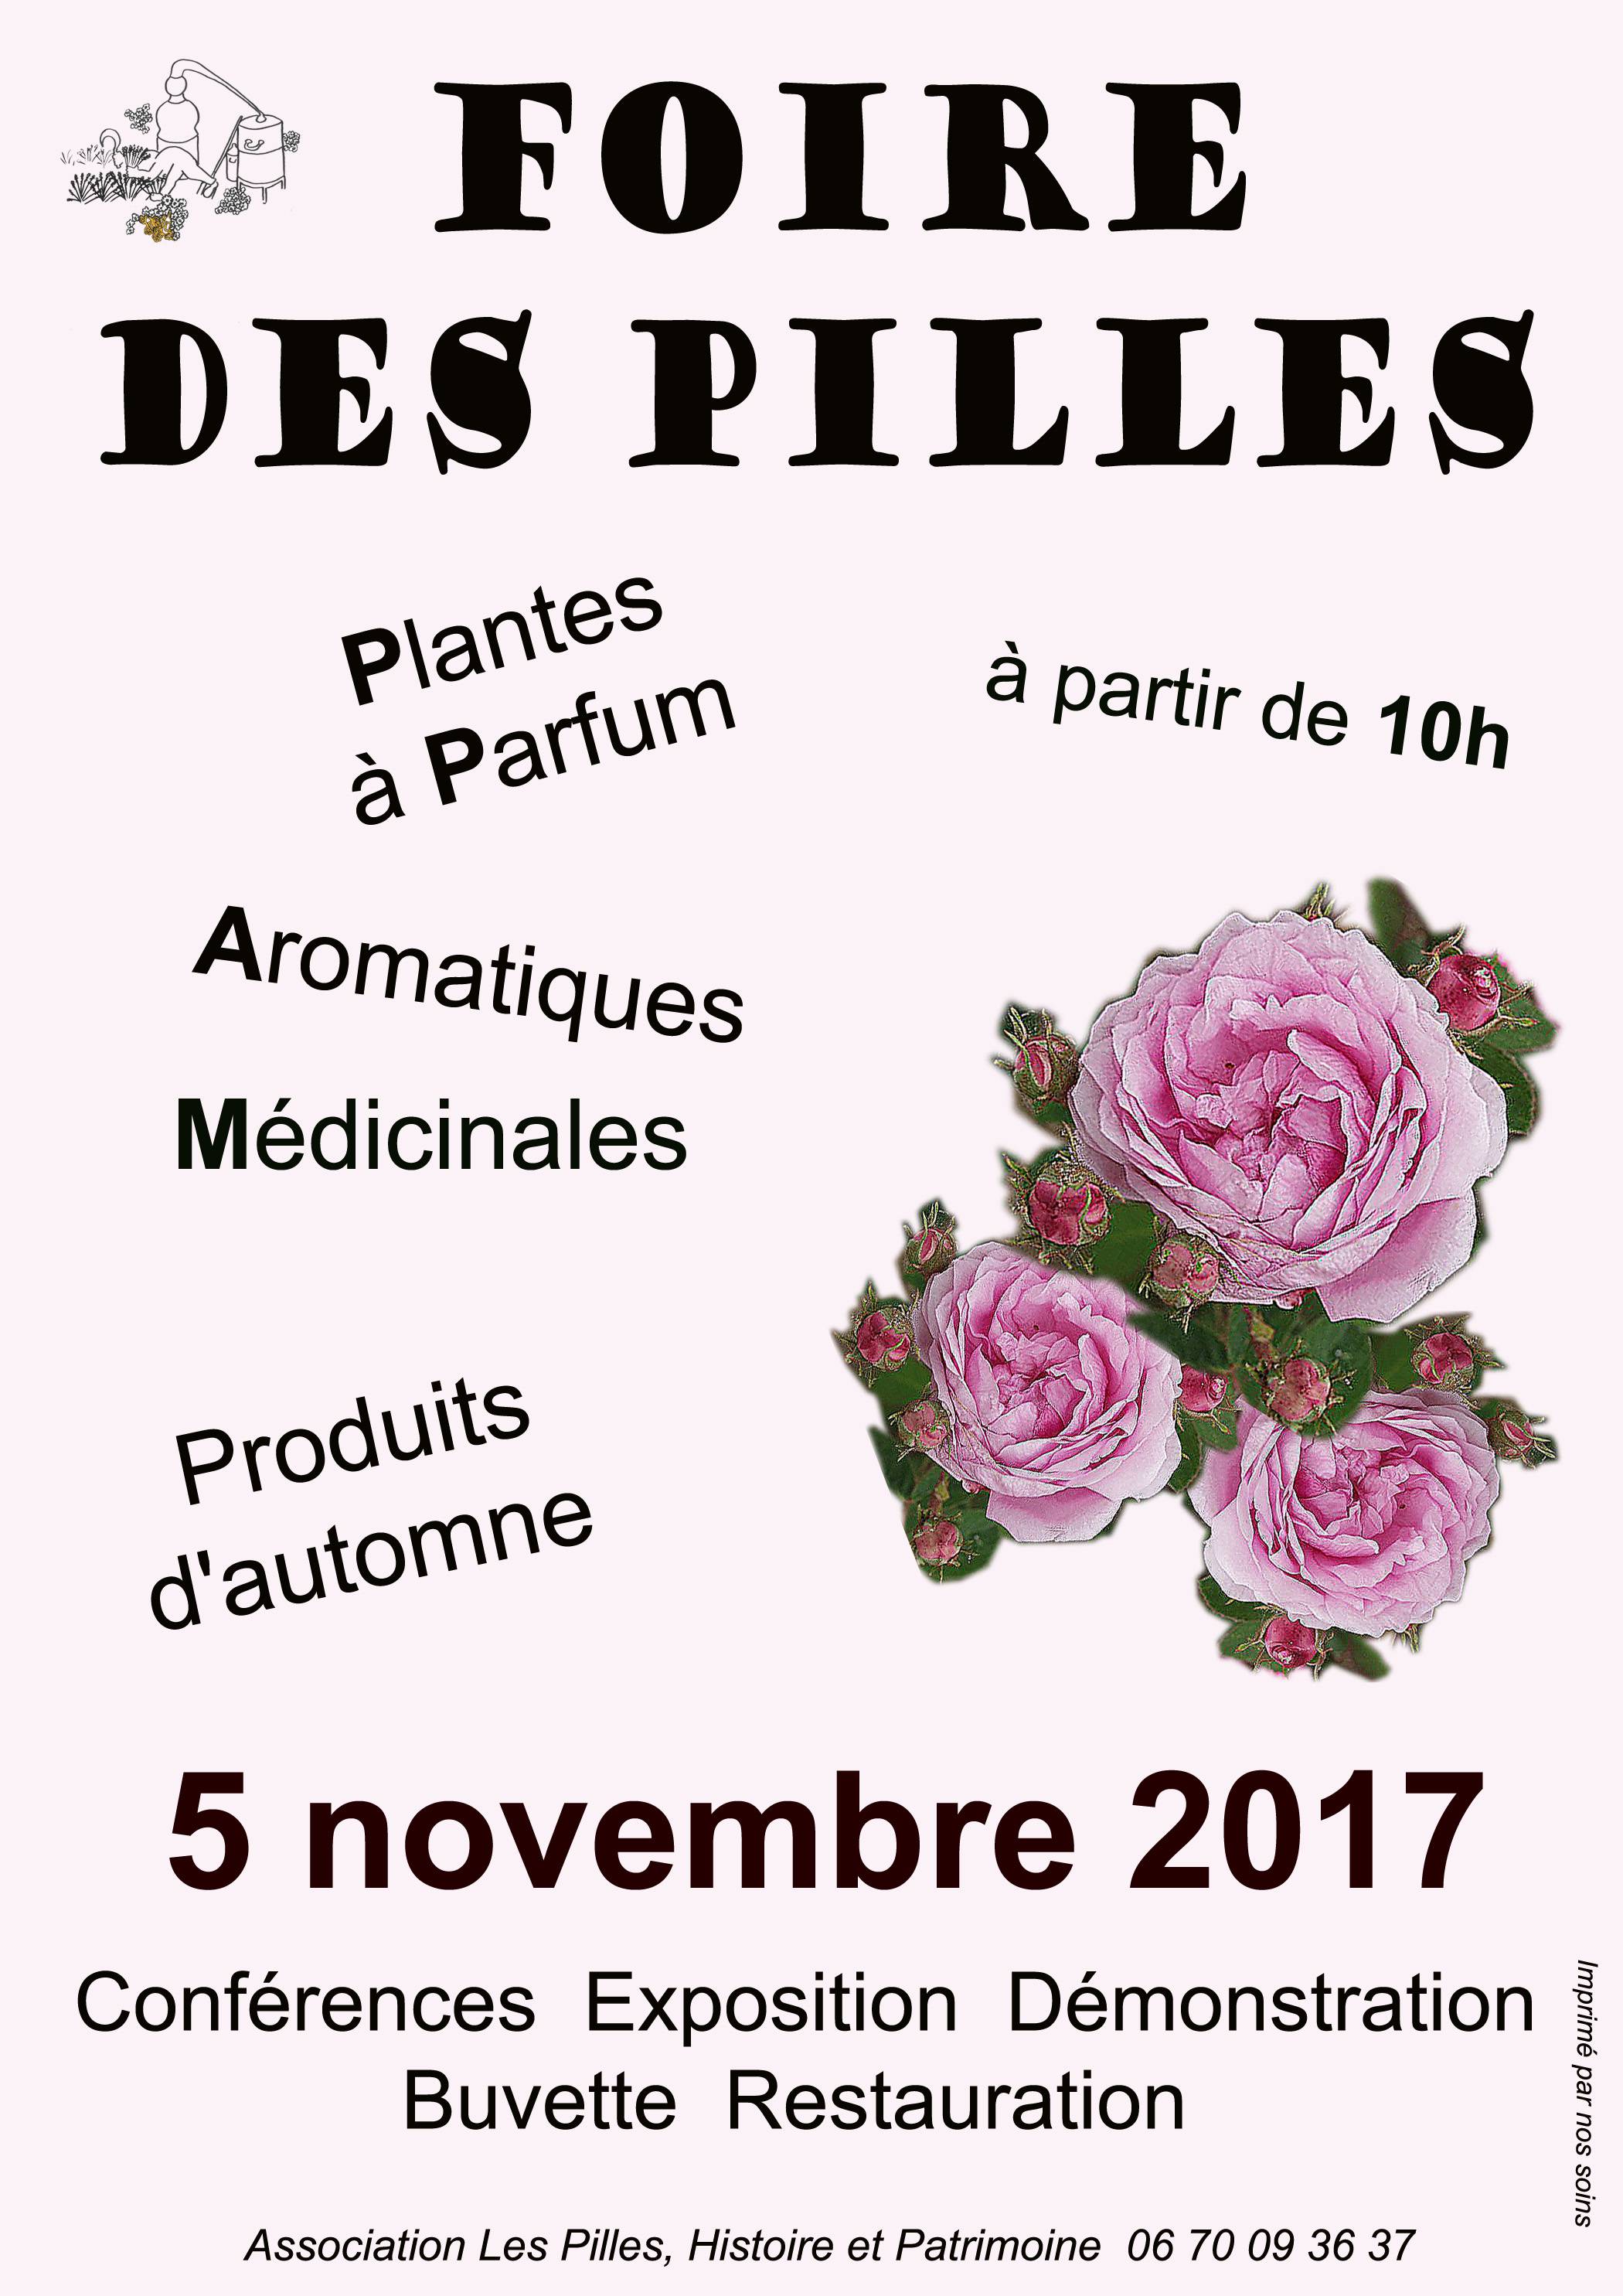 FOIRE
DES PILLES
Plantes
à Parfum
à partir de 10h
Aromatiques
Médicinales
Produits
d'automne
5 novembre 2017
Conférences Exposition Démonstration
Buvette Restauration
Imprimé par nos soins
Association Les Pilles, Histoire et Patrimoine 06 70 09 36 37